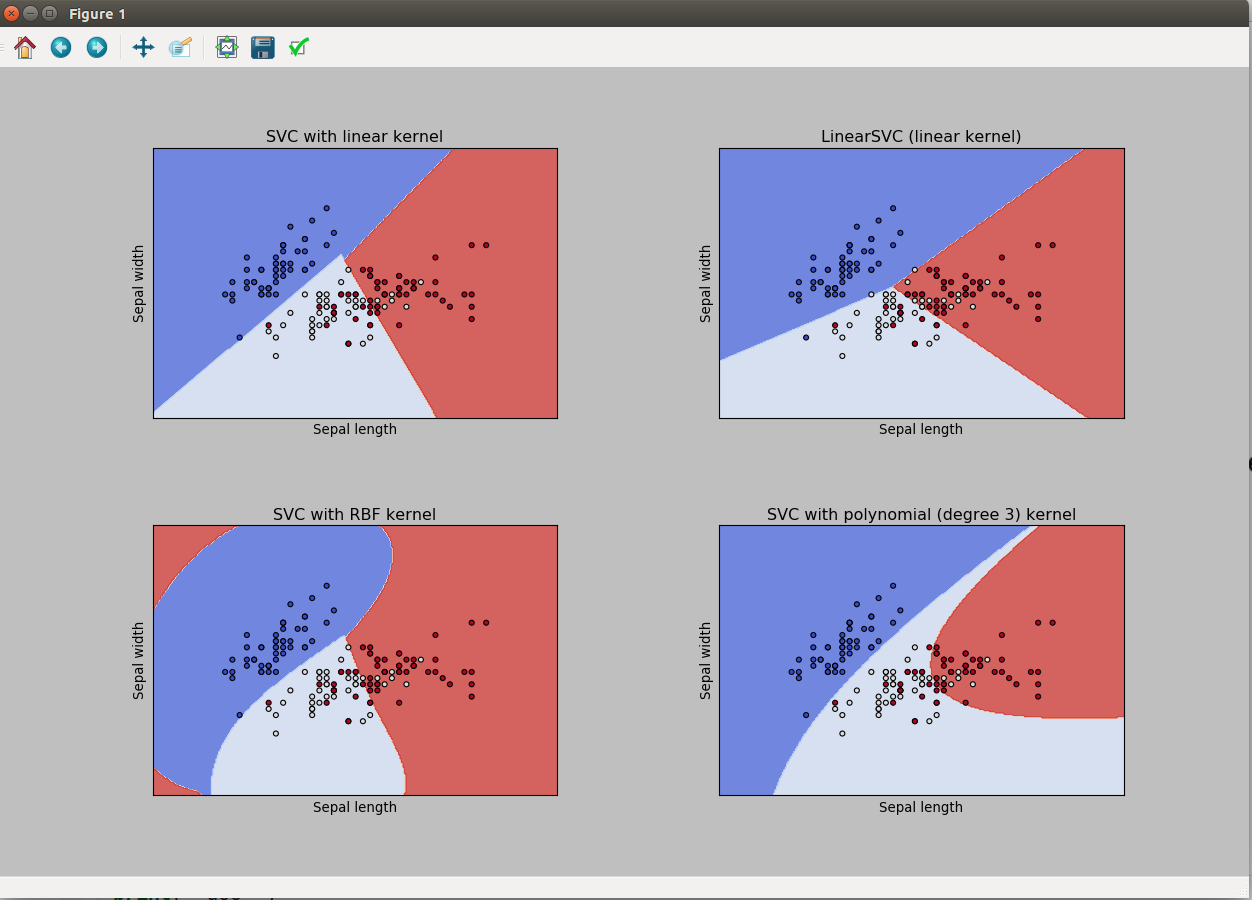 Figure 1
SVC with linear kernel
Sepal width
Sepal length
LinearSVC (linear kernel)
Sepal width
Sepal length
SVC with RBF kernel
Sepal width
Sepal length
SVC with polynomial (degree 3) kernel
Sepal width
Sepal length